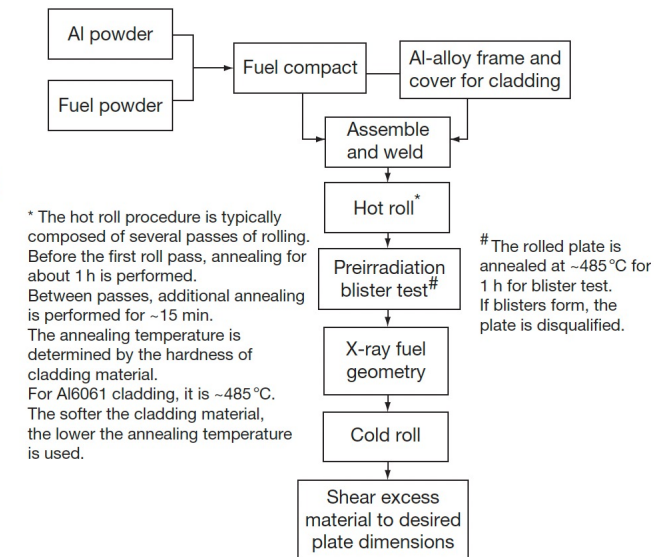 Al powder
Fuel powder
Fuel compact
Al-alloy frame and
cover for cladding
Assemble
and weld
Hot roll*
* The hot roll procedure is typically
composed of several passes of rolling.
Before the first roll pass, annealing for
about 1 h is performed.
Between passes, additional annealing
is performed for ~15 min.
The annealing temperature is
determined by the hardness of
cladding material.
For Al6061 cladding, it is ~485 °C.
The softer the cladding material,
the lower the annealing temperature
is used.
Preirradiation
blister test#
# The rolled plate is
annealed at ~485 °C for
1 h for blister test.
If blisters form, the
plate is disqualified.
X-ray fuel
geometry
Cold roll
Shear excess
material to desired
plate dimensions